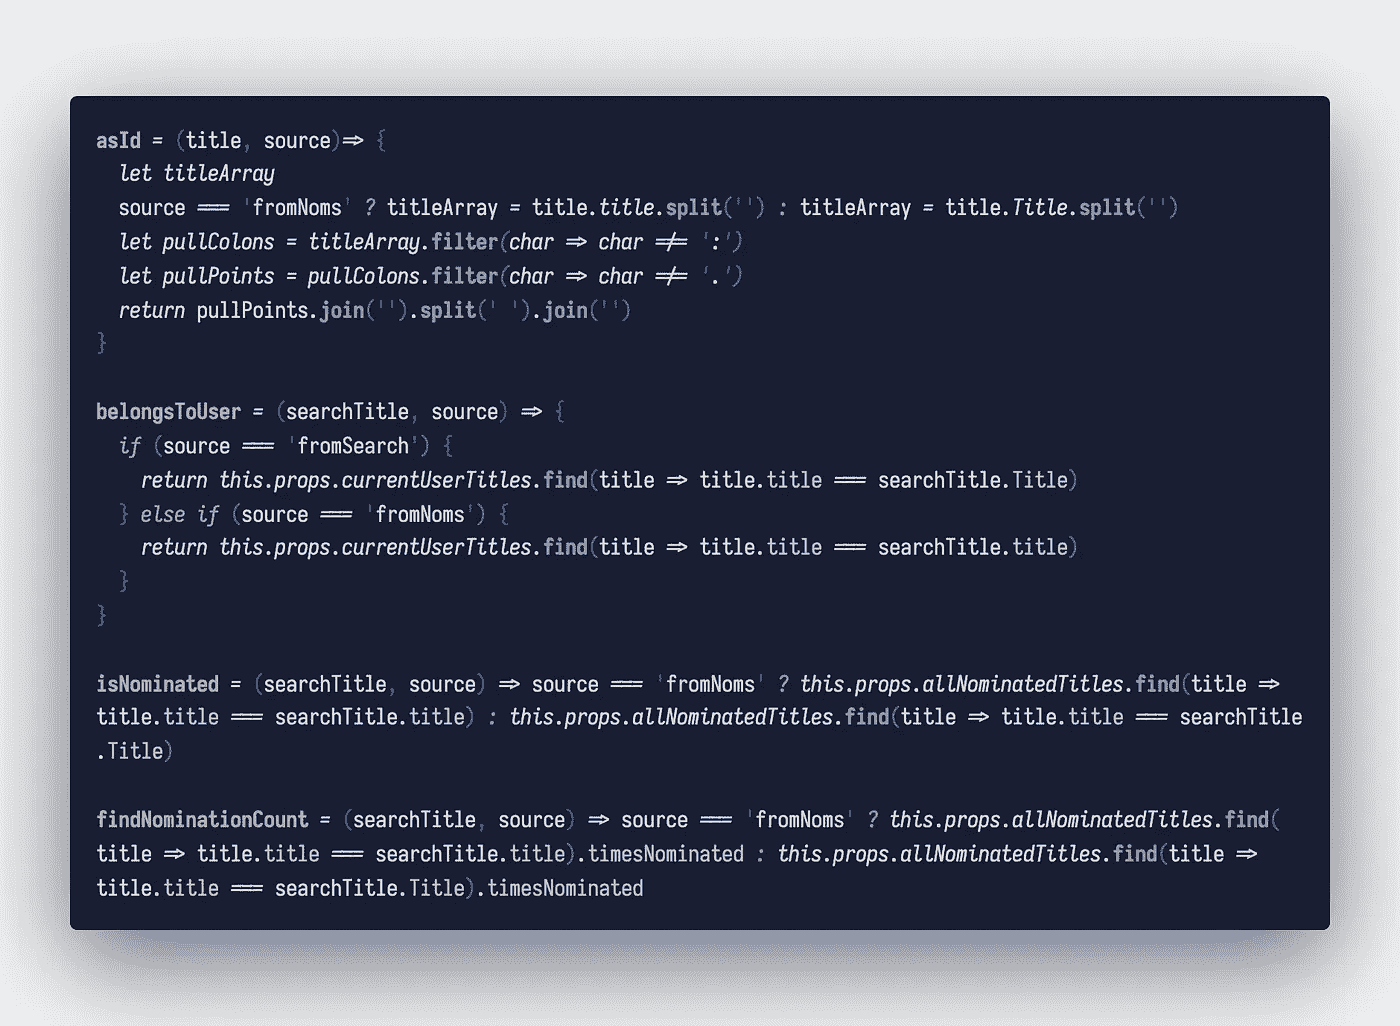 asId = (title, source)=> {
  let titleArray
  source === 'fromNoms' ? titleArray = title.title.split('') : titleArray = title.Title.split('')
  let pullColons = titleArray.filter(char => char !== ':')
  let pullPoints = pullColons.filter(char => char !== '.')
  return pullPoints.join('').split(' ').join('')
}

belongsToUser = (searchTitle, source) => {
  if (source === 'fromSearch') {
    return this.props.currentUserTitles.find(title => title.title === searchTitle.Title)
  } else if (source === 'fromNoms') {
    return this.props.currentUserTitles.find(title => title.title === searchTitle.title)
  }
}

isNominated = (searchTitle, source) => source === 'fromNoms' ? this.props.allNominatedTitles.find(title =>
title.title === searchTitle.title) : this.props.allNominatedTitles.find(title => title.title === searchTitle
.Title)

findNominationCount = (searchTitle, source) => source === 'fromNoms' ? this.props.allNominatedTitles.find(
title => title.title === searchTitle.title).timesNominated : this.props.allNominatedTitles.find(title =>
title.title === searchTitle.Title).timesNominated